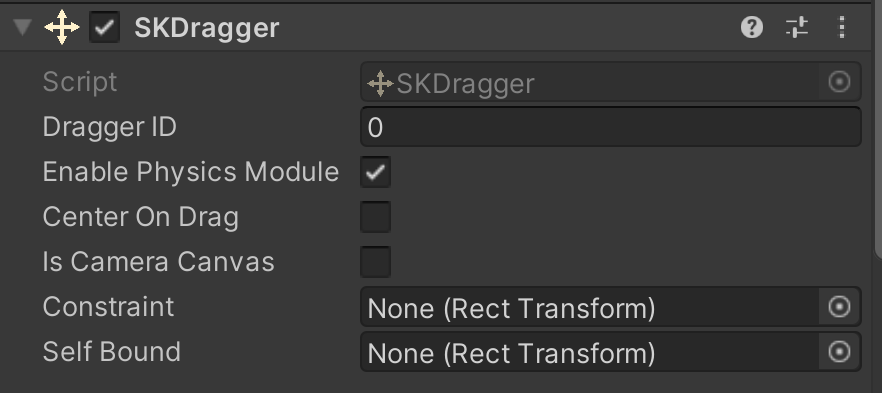 SKDragger
Script SKDragger
Dragger ID 0
Enable Physics Module
Center On Drag
Is Camera Canvas
Constraint None (Rect Transform)
Self Bound None (Rect Transform)